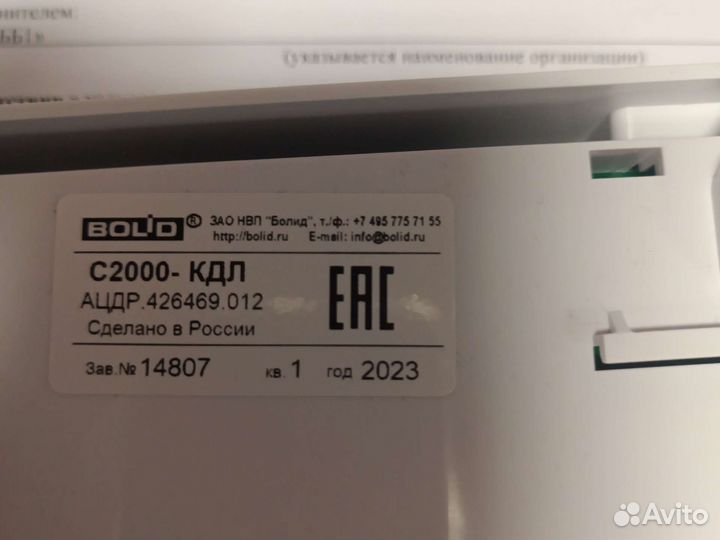 (указывается наименование организации)
BOLID ® ЗАО НВП "Болид", т./ф.: +7 495 775 71 55
http://bolid.ru E-mail: info@bolid.ru
С2000- КДЛ
АЦДР.426469.012
EAC
Сделано в России
Зав.№ 14807 кв. 1 год 2023
Avito